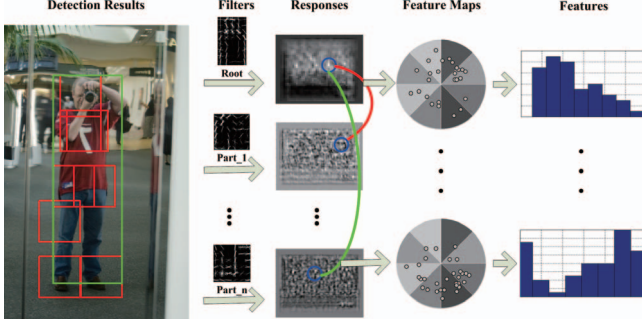 Detection Results Filters Responses Feature Maps Features
Root
Part_1
Part_n